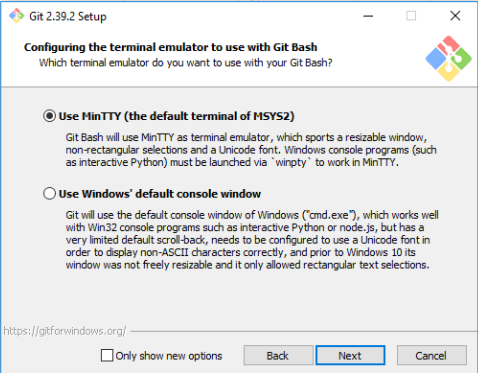 Git 2.39.2 Setup
Configuring the terminal emulator to use with Git Bash
Which terminal emulator do you want to use with your Git Bash?
Use MinTTY (the default terminal of MSYS2)
Git Bash will use MinTTY as terminal emulator, which sports a resizable window,
non-rectangular selections and a Unicode font. Windows console programs (such
as interactive Python) must be launched via `winpty` to work in MinTTY.
Use Windows' default console window
Git will use the default console window of Windows ("cmd.exe"), which works well
with Win32 console programs such as interactive Python or node.js, but has a
very limited default scroll-back, needs to be configured to use a Unicode font in
order to display non-ASCII characters correctly, and prior to Windows 10 its
window was not freely resizable and it only allowed rectangular text selections.
https://gitforwindows.org/
Only show new options
Back
Next
Cancel